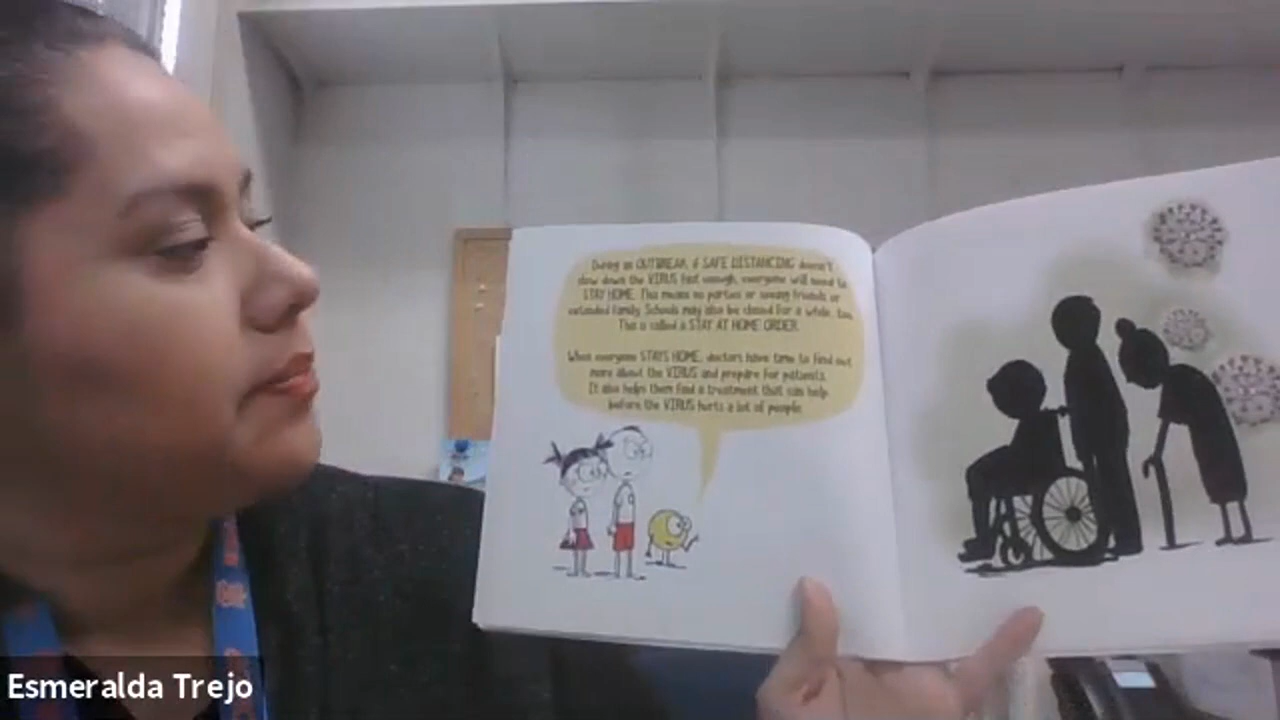 During an OUTBREAK, if SAFE DISTANCING doesn't
slow down the VIRUS fast enough, everyone will need to
STAY HOME. This means no parties or seeing friends or
extended family. Schools may also be closed for a while, too.
This is called a STAY AT HOME ORDER.
When everyone STAYS HOME, doctors have time to find out
more about the VIRUS and prepare for patients.
It also helps them find a treatment that can help
before the VIRUS hurts a lot of people.
Esmeralda Trejo